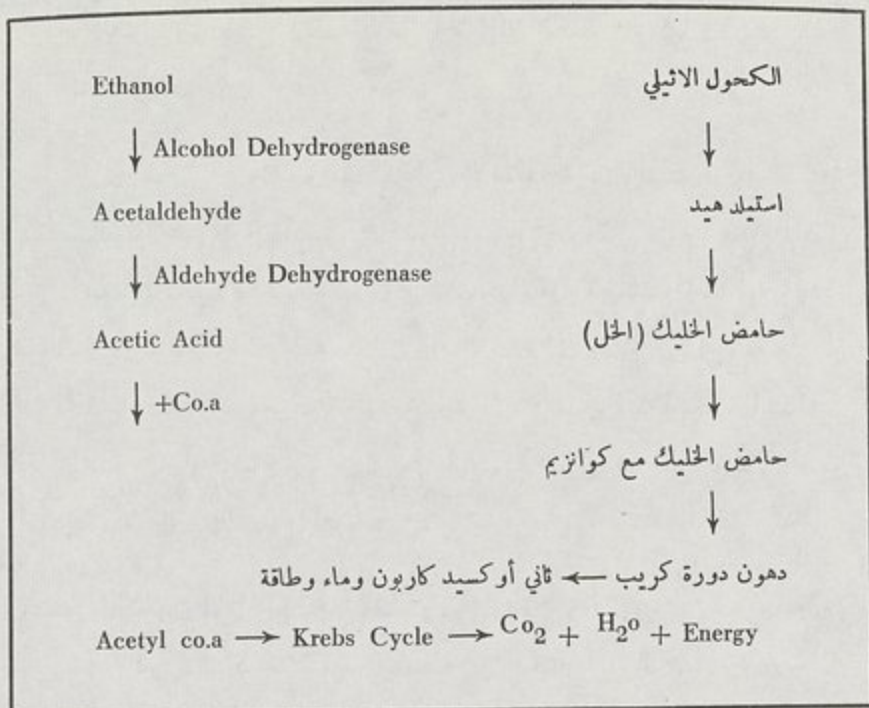 Ethanol الكحول الاثيلي
↓ Alcohol Dehydrogenase ↓
Acetaldehyde استيلد هيد
↓ Aldehyde Dehydrogenase ↓
Acetic Acid حامض الخليك (الخل)
↓ +Co.a ↓
حامض الخليك مع كوانزيم
↓
دهون دورة كريب ← ثاني أوكسيد كاربون وماء وطاقة
Acetyl co.a → Krebs Cycle → Co₂ + H₂o + Energy